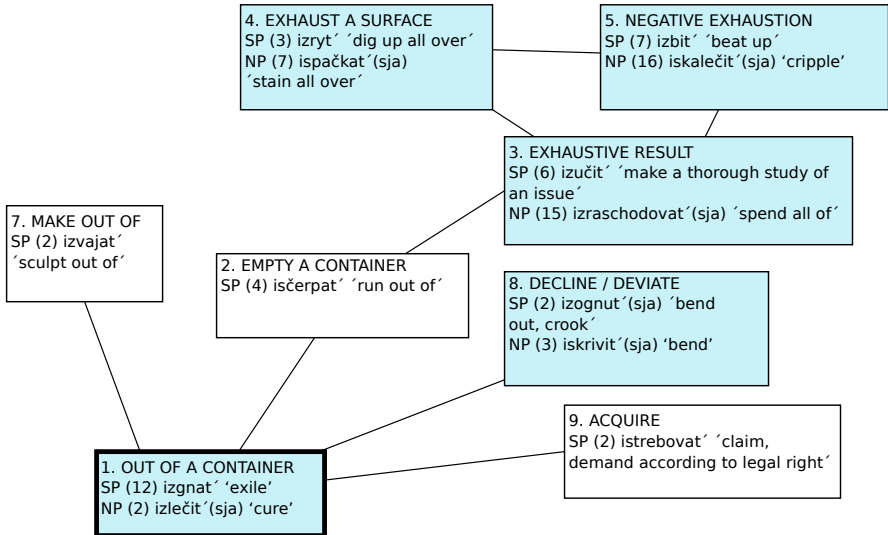 4. EXHAUST A SURFACE
SP (3) izryt´ ´dig up all over´
NP (7) ispačkat´(sja)
´stain all over´
5. NEGATIVE EXHAUSTION
SP (7) izbit´ ´beat up´
NP (16) iskalečit´(sja) ‘cripple’
3. EXHAUSTIVE RESULT
SP (6) izučit´ ´make a thorough study of
an issue´
NP (15) izraschodovat´(sja) ´spend all of´
7. MAKE OUT OF
SP (2) izvajat´
´sculpt out of´
2. EMPTY A CONTAINER
SP (4) isčerpat´ ´run out of´
8. DECLINE / DEVIATE
SP (2) izognut´(sja) ´bend
out, crook´
NP (3) iskrivit´(sja) ‘bend’
9. ACQUIRE
SP (2) istrebovat´ ´claim,
demand according to legal right´
1. OUT OF A CONTAINER
SP (12) izgnat´ ‘exile’
NP (2) izlečit´(sja) ‘cure’